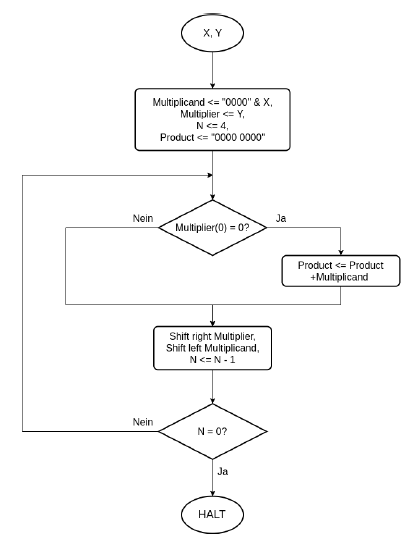 X, Y
Multiplicand <= "0000" & X,
Multiplier <= Y,
N <= 4,
Product <= "0000 0000"
Nein
Multiplier(0) = 0?
Ja
Product <= Product
+Multiplicand
Shift right Multiplier,
Shift left Multiplicand,
N <= N - 1
Nein
N = 0?
Ja
HALT